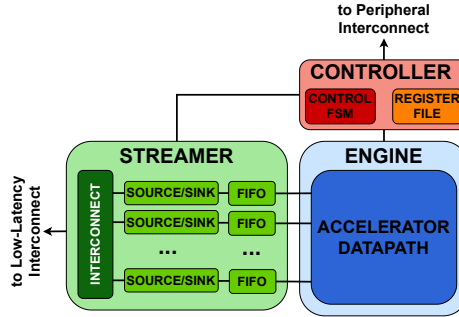 to Peripheral
Interconnect
CONTROLLER
CONTROL
FSM
REGISTER
FILE
STREAMER
ENGINE
to Low-Latency
Interconnect
INTERCONNECT
SOURCE/SINK
FIFO
SOURCE/SINK
FIFO
...
...
SOURCE/SINK
FIFO
ACCELERATOR
DATAPATH